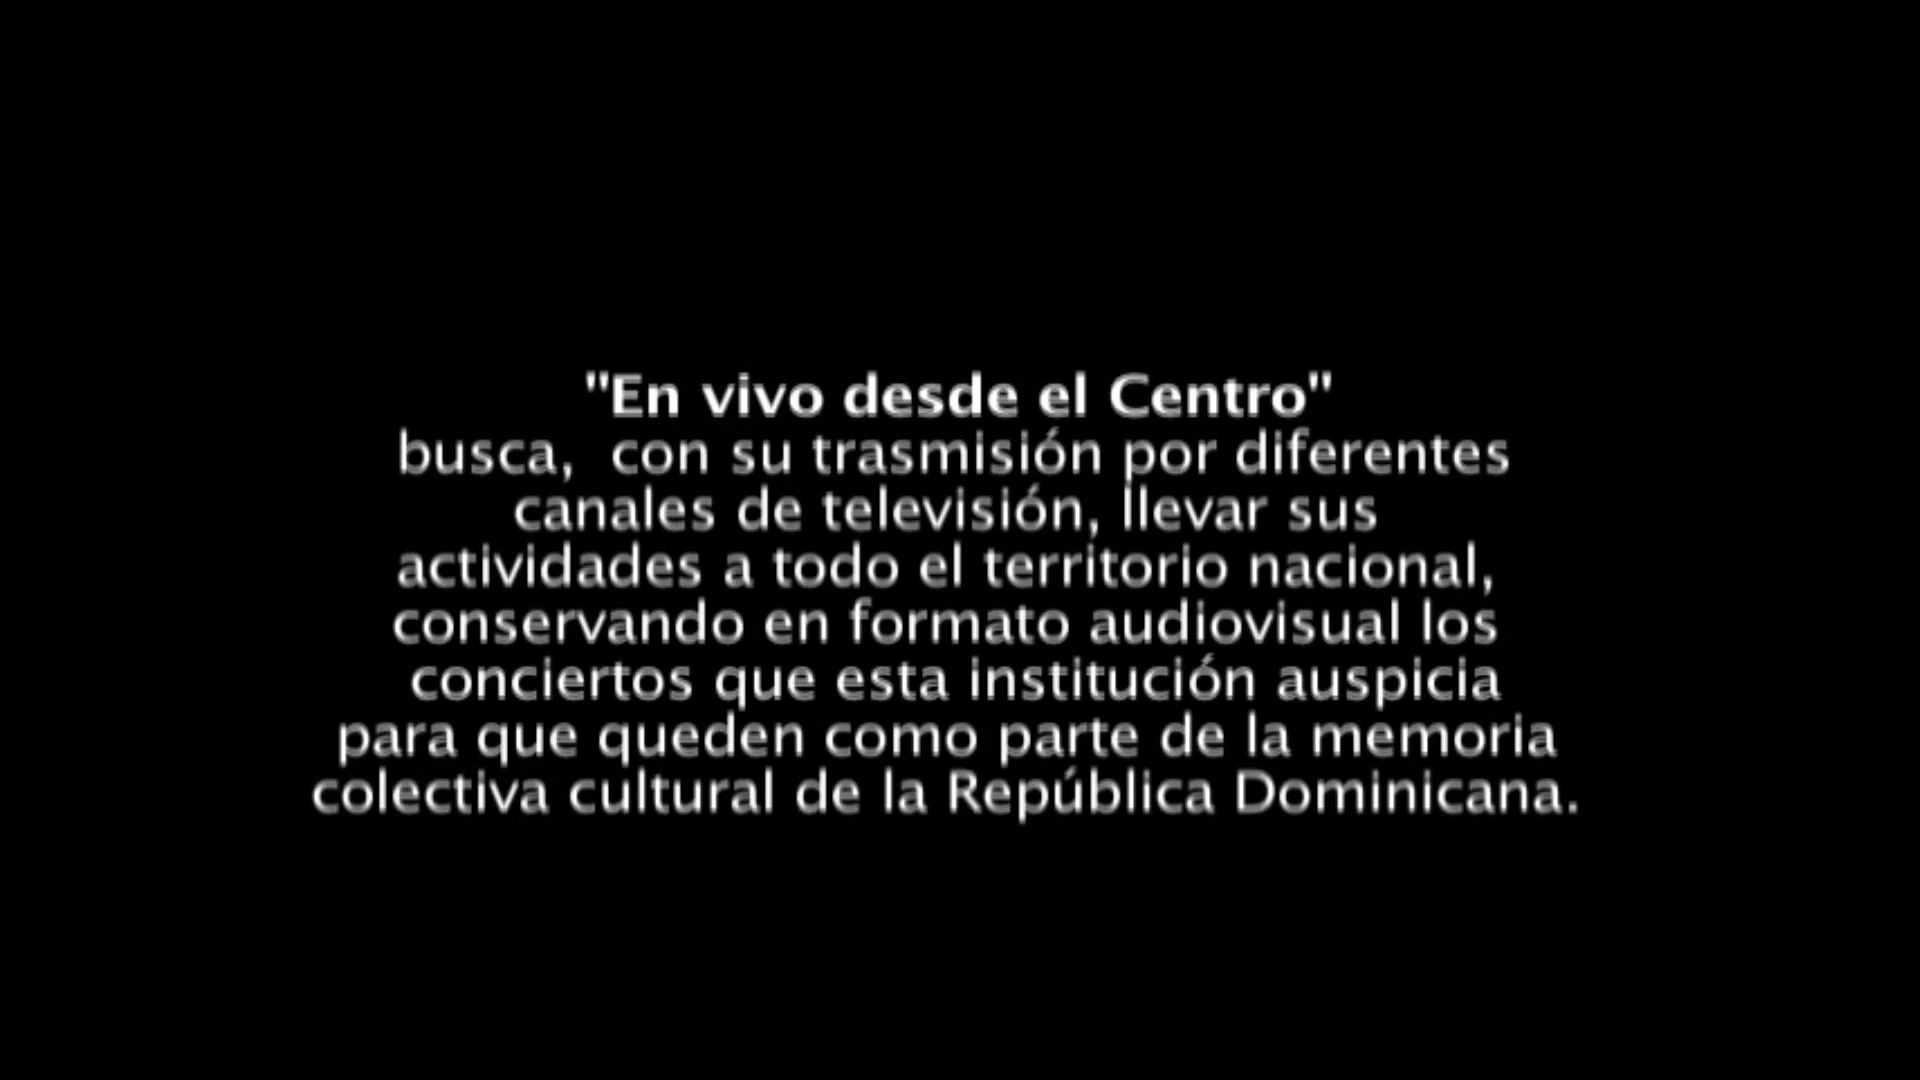 "En vivo desde el Centro"
busca,  con su trasmisión por diferentes
canales de televisión, llevar sus
actividades a todo el territorio nacional,
conservando en formato audiovisual los
conciertos que esta institución auspicia
para que queden como parte de la memoria
colectiva cultural de la República Dominicana.